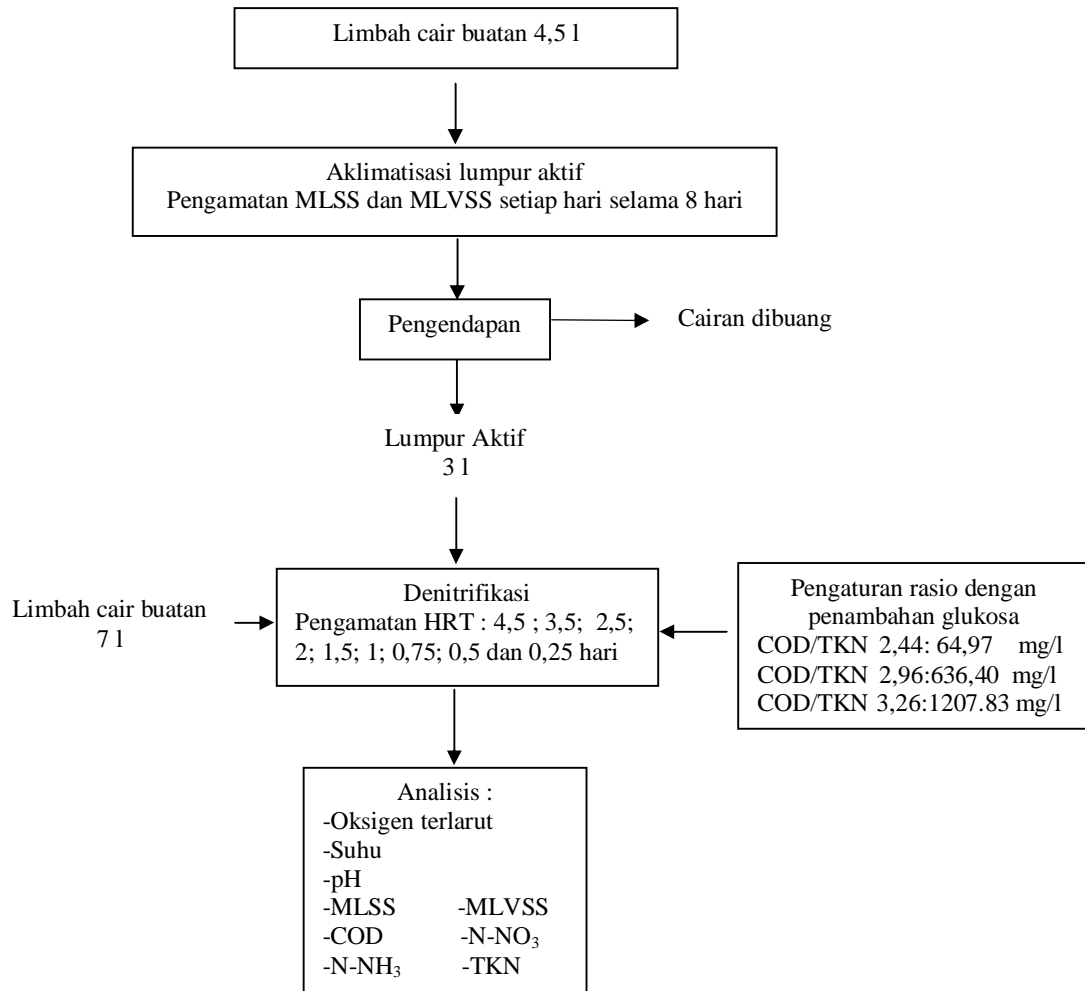 Limbah cair buatan 4,5 l
Aklimatisasi lumpur aktif
Pengamatan MLSS dan MLVSS setiap hari selama 8 hari
Pengendapan
Cairan dibuang
Lumpur Aktif
3 l
Limbah cair buatan
7 l
Denitrifikasi
Pengamatan HRT : 4,5 ; 3,5; 2,5;
2; 1,5; 1; 0,75; 0,5 dan 0,25 hari
Pengaturan rasio dengan
penambahan glukosa
COD/TKN 2,44: 64,97 mg/l
COD/TKN 2,96:636,40 mg/l
COD/TKN 3,26:1207.83 mg/l
Analisis :
-Oksigen terlarut
-Suhu
-pH
-MLSS -MLVSS
-COD -N-NO₃
-N-NH₃ -TKN